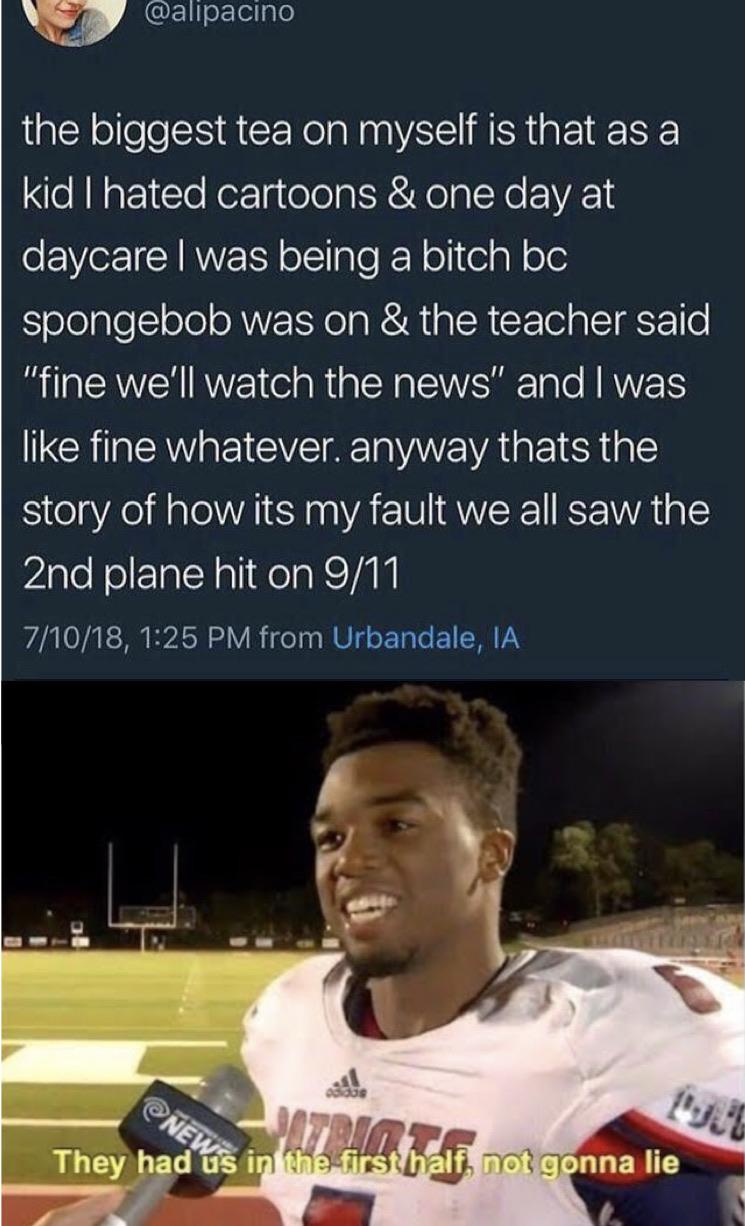 @alipacino
the biggest tea on myself is that as a
kid I hated cartoons & one day at
daycare I was being a bitch bc
spongebob was on & the teacher said
"fine we'll watch the news" and I was
like fine whatever. anyway thats the
story of how its my fault we all saw the
2nd plane hit on 9/11
7/10/18, 1:25 PM from Urbandale, IA
adidas
PATRIOTS
NEWS
They had us in the first half, not gonna lie